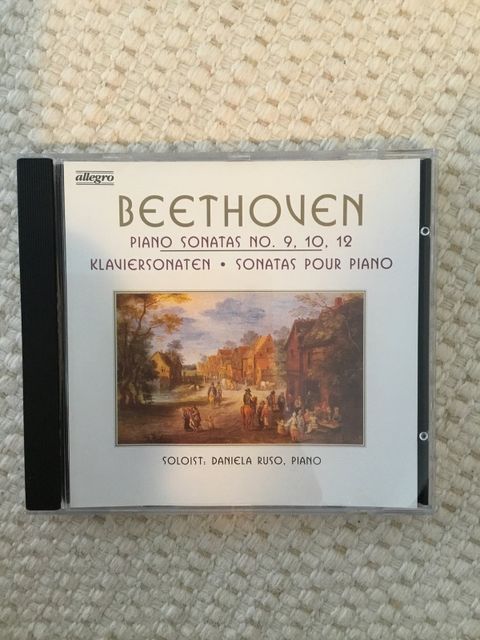 allegro
BEETHOVEN
PIANO SONATAS NO. 9, 10, 12
KLAVIERSONATEN • SONATAS POUR PIANO
SOLOIST: DANIELA RUSO, PIANO